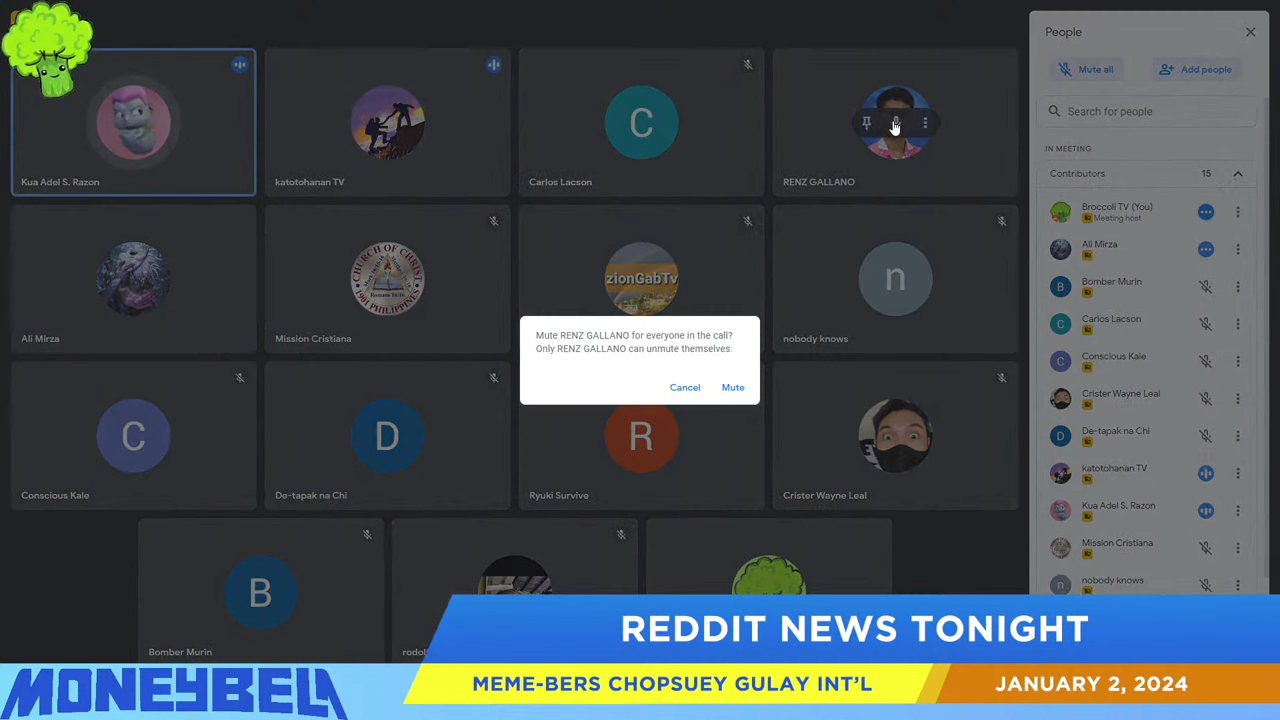 People
Mute all
Add people
Search for people
IN MEETING
Contributors 15
Broccoli TV (You)
Meeting host
Ali Mirza
Bomber Murin
Carlos Lacson
Conscious Kale
Crister Wayne Leal
De-tapak na Chi
katotohanan TV
Kua Adel S. Razon
Mission Cristiana
nobody knows
Kua Adel S. Razon
katotohanan TV
C
Carlos Lacson
RENZ GALLANO
Ali Mirza
CHURCH OF CHRIST
Mission Cristiana
zionGabTv
n
nobody knows
Mute RENZ GALLANO for everyone in the call?
Only RENZ GALLANO can unmute themselves.
Cancel Mute
C
Conscious Kale
D
De-tapak na Chi
R
Ryuki Survive
Crister Wayne Leal
B
Bomber Murin
rodol
B
C
D
n
REDDIT NEWS TONIGHT
MONEYBELA
MEME-BERS CHOPSUEY GULAY INT'L
JANUARY 2, 2024